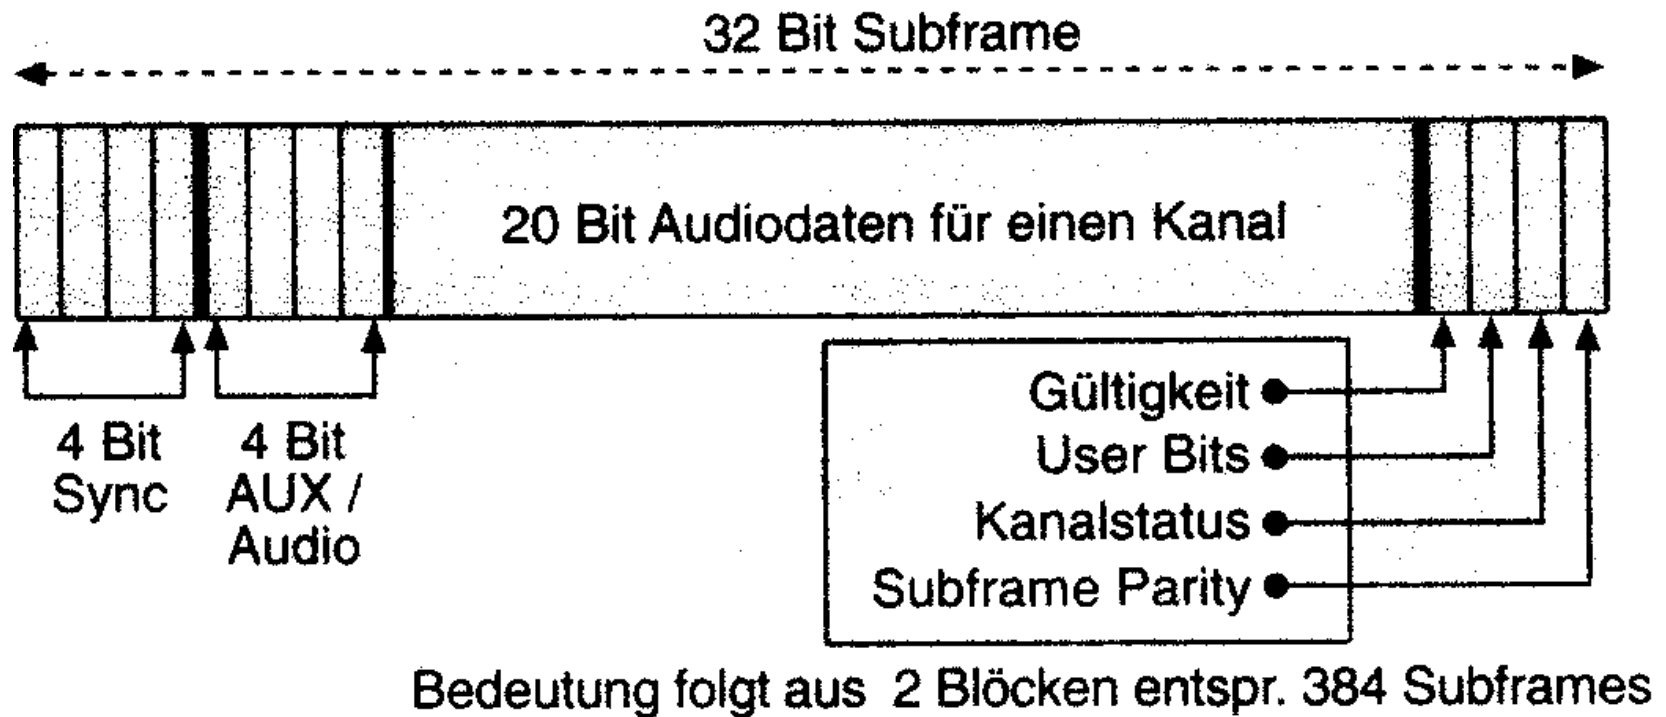 32 Bit Subframe
20 Bit Audiodaten für einen Kanal
4 Bit
Sync
4 Bit
AUX /
Audio
Gültigkeit
User Bits
Kanalstatus
Subframe Parity
Bedeutung folgt aus 2 Blöcken entspr. 384 Subframes